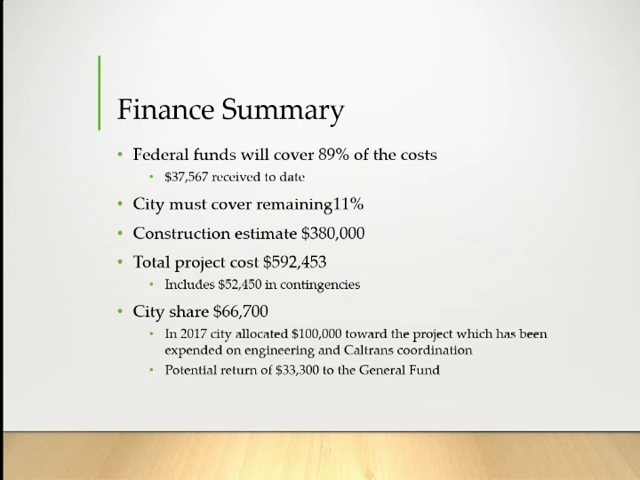 Finance Summary
• Federal funds will cover 89% of the costs
• $37,567 received to date
• City must cover remaining11%
• Construction estimate $380,000
• Total project cost $592,453
• Includes $52,450 in contingencies
• City share $66,700
• In 2017 city allocated $100,000 toward the project which has been
expended on engineering and Caltrans coordination
• Potential return of $33,300 to the General Fund